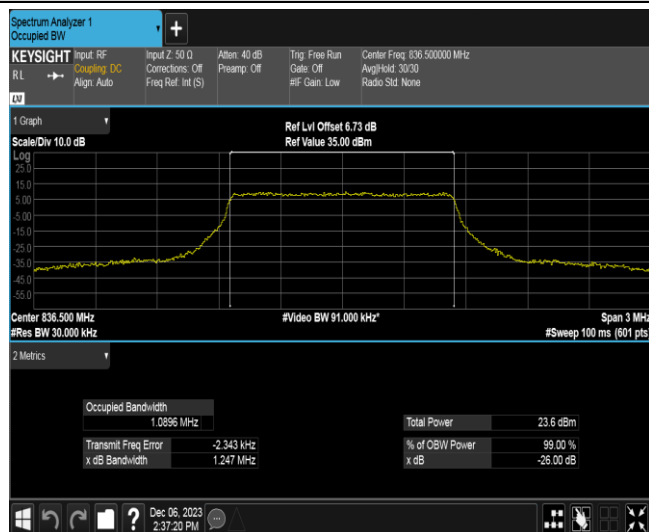 Spectrum Analyzer 1
Occupied BW
+
KEYSIGHT
RL
LXI
Input: RF
Coupling: DC
Align: Auto
Input Z: 50 Ω
Corrections: Off
Freq Ref: Int (S)
Atten: 40 dB
Preamp: Off
Trig: Free Run
Gate: Off
#IF Gain: Low
Center Freq: 836.500000 MHz
Avg|Hold: 30/30
Radio Std: None
1 Graph
Scale/Div 10.0 dB
Ref Lvl Offset 6.73 dB
Ref Value 35.00 dBm
Log
25.0
15.0
5.00
-5.00
-15.0
-25.0
-35.0
-45.0
-55.0
Center 836.500 MHz
#Res BW 30.000 kHz
#Video BW 91.000 kHz*
Span 3 MHz
#Sweep 100 ms (601 pts)
2 Metrics
Occupied Bandwidth
1.0896 MHz
Transmit Freq Error -2.343 kHz
x dB Bandwidth 1.247 MHz
Total Power 23.6 dBm
% of OBW Power 99.00 %
x dB -26.00 dB
?
Dec 06, 2023
2:37:20 PM